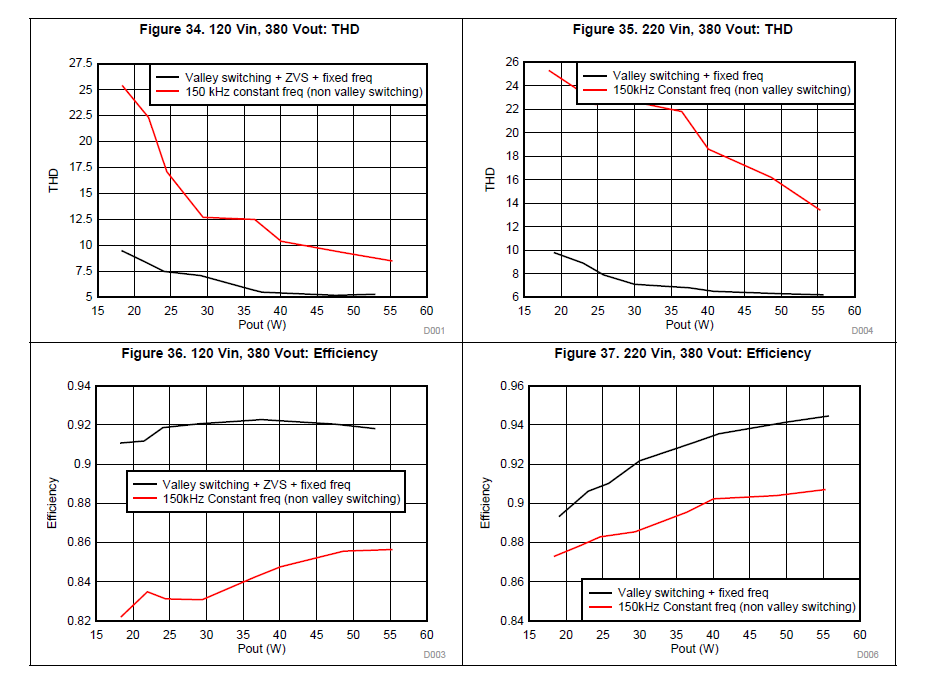 Figure 34. 120 Vin, 380 Vout: THD
27.5
25
22.5
20
17.5
15
12.5
10
7.5
5
THD
Valley switching + ZVS + fixed freq
150 kHz constant freq (non valley switching)
15 20 25 30 35 40 45 50 55 60
Pout (W)
D001
Figure 35. 220 Vin, 380 Vout: THD
26
24
22
20
18
16
14
12
10
8
6
THD
Valley switching + fixed freq
150kHz Constant freq (non valley switching)
15 20 25 30 35 40 45 50 55 60
Pout (W)
D004
Figure 36. 120 Vin, 380 Vout: Efficiency
0.94
0.92
0.9
0.88
0.86
0.84
0.82
Efficiency
Valley switching + ZVS + fixed freq
150kHz Constant freq (non valley switching)
15 20 25 30 35 40 45 50 55 60
Pout (W)
D003
Figure 37. 220 Vin, 380 Vout: Efficiency
0.96
0.94
0.92
0.9
0.88
0.86
0.84
Efficiency
Valley switching + fixed freq
150kHz Constant freq (non valley switching)
15 20 25 30 35 40 45 50 55 60
Pout (W)
D006